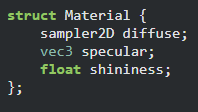 struct Material {
    sampler2D diffuse;
    vec3 specular;
    float shininess;
};